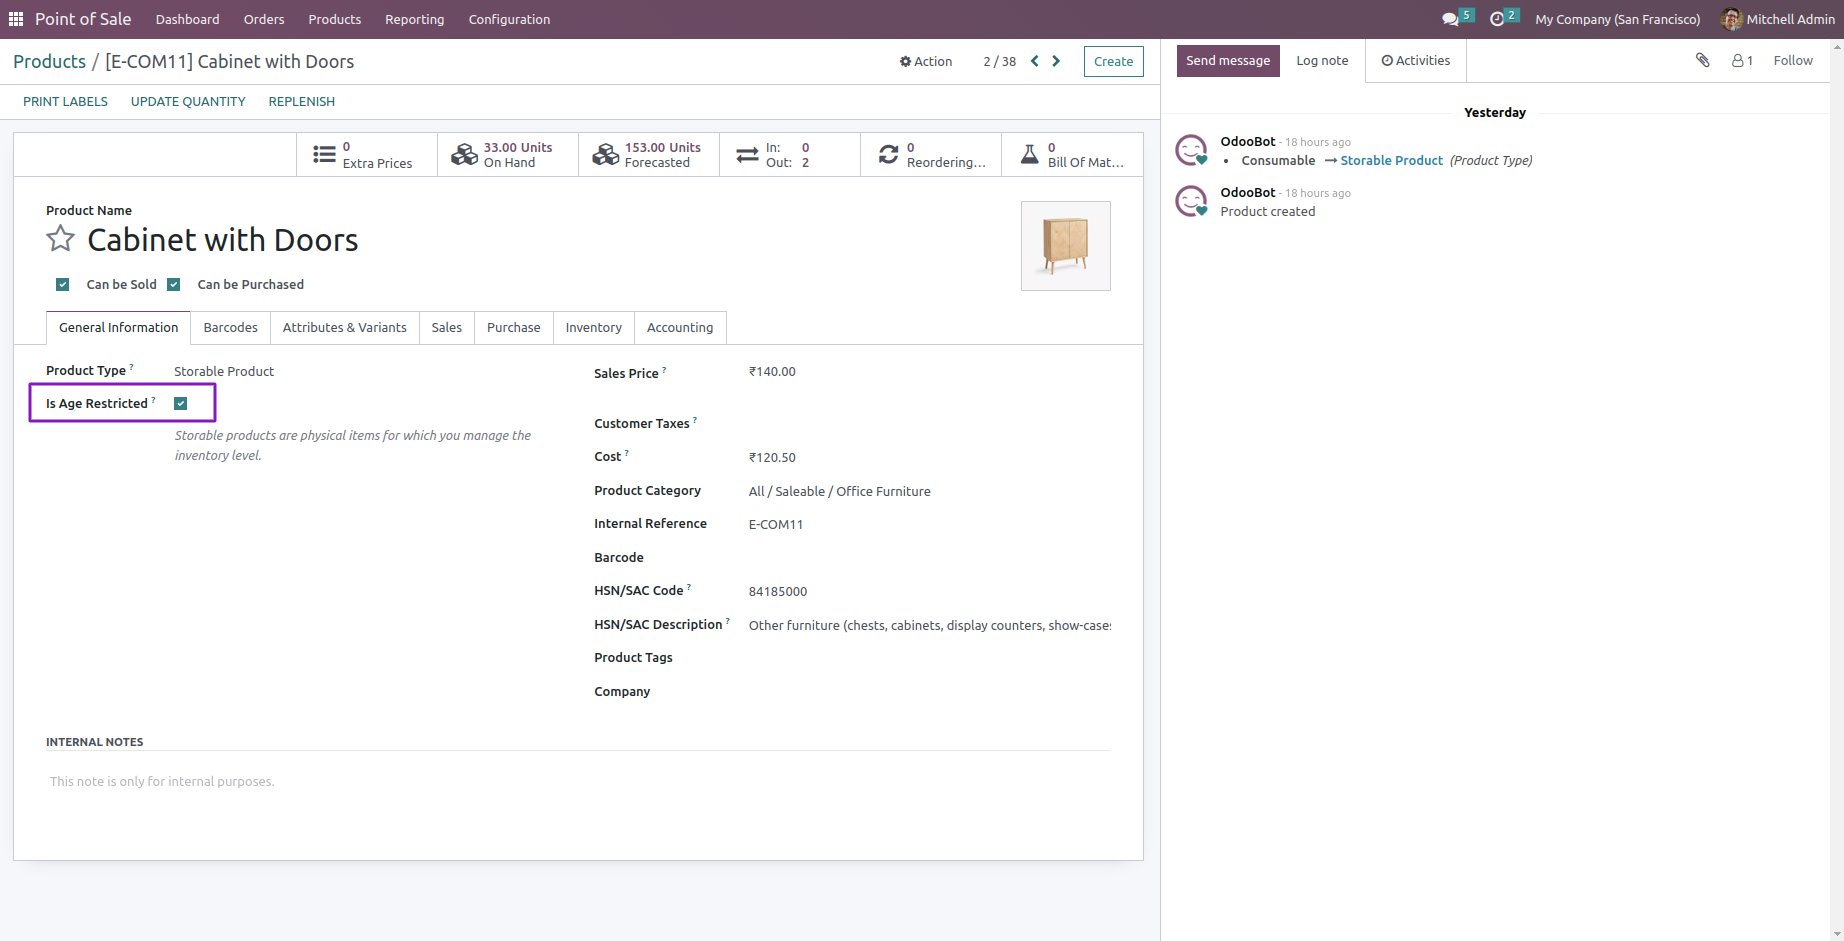 Point of Sale Dashboard Orders Products Reporting Configuration 5 2 My Company (San Francisco) Mitchell Admin
Products / [E-COM11] Cabinet with Doors Action 2 / 38 Create
Send message Log note Activities 1 Follow
PRINT LABELS UPDATE QUANTITY REPLENISH
0 Extra Prices
33.00 Units On Hand
153.00 Units Forecasted
In: 0
Out: 2
0 Reordering...
0 Bill Of Mat...
Product Name
Cabinet with Doors
Can be Sold Can be Purchased
General Information Barcodes Attributes & Variants Sales Purchase Inventory Accounting
Product Type ? Storable Product
Is Age Restricted ?
Storable products are physical items for which you manage the
inventory level.
Sales Price ? ₹140.00
Customer Taxes ?
Cost ? ₹120.50
Product Category All / Saleable / Office Furniture
Internal Reference E-COM11
Barcode
HSN/SAC Code ? 84185000
HSN/SAC Description ? Other furniture (chests, cabinets, display counters, show-cases
Product Tags
Company
INTERNAL NOTES
This note is only for internal purposes.
Yesterday
OdooBot - 18 hours ago
• Consumable → Storable Product (Product Type)
OdooBot - 18 hours ago
Product created